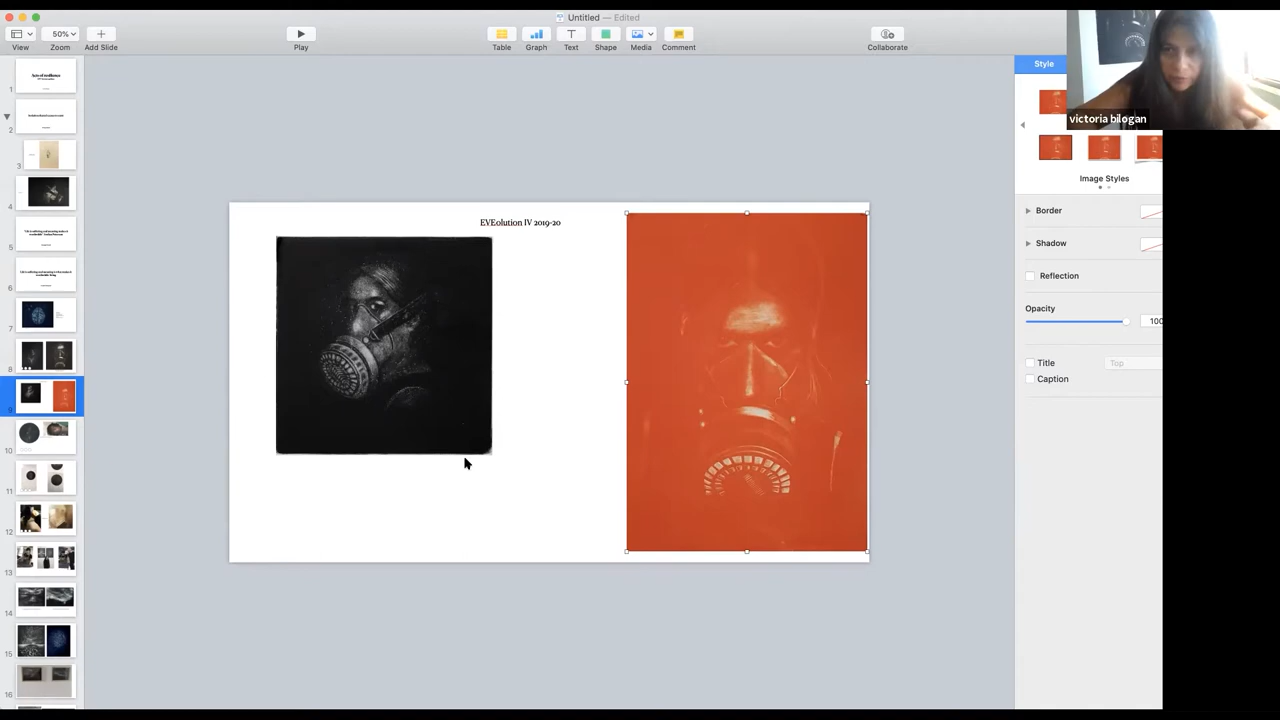 Untitled — Edited
View
50%
Zoom
Add Slide
Play
Table
Graph
Text
Shape
Media
Comment
Collaborate
Style
victoria bilogan
Image Styles
Border
Shadow
Reflection
Opacity
100
Title
Top
Caption
EVEolution IV 2019-20
1
2
3
4
5
6
7
8
9
10
11
12
13
14
15
16